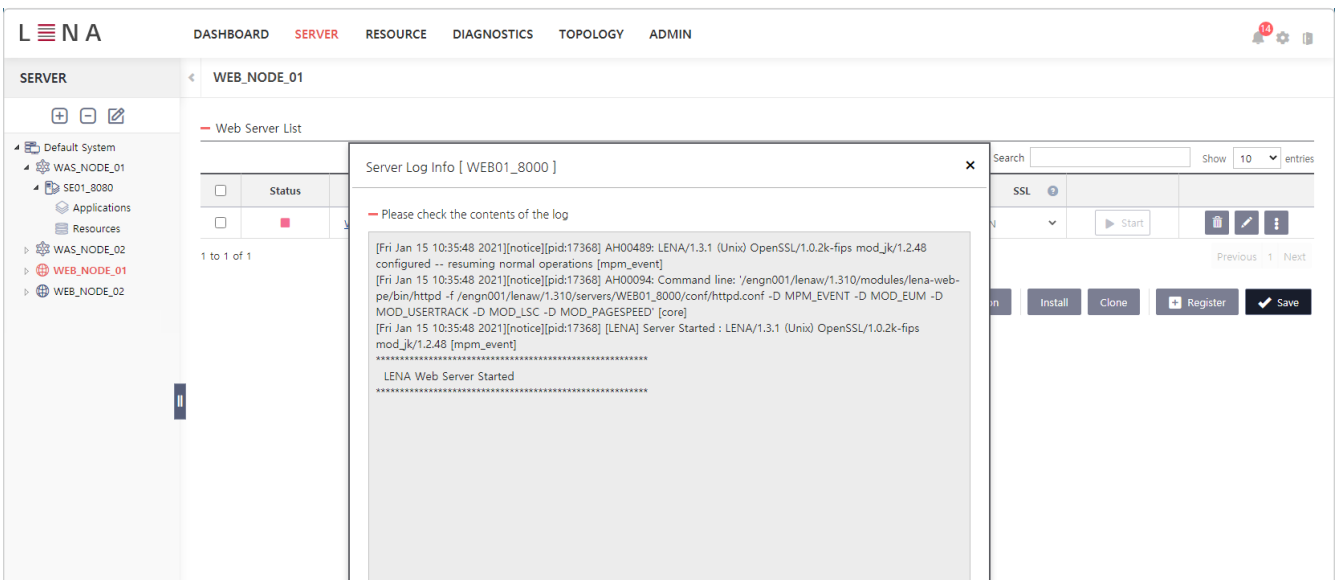 LENA
DASHBOARD SERVER RESOURCE DIAGNOSTICS TOPOLOGY ADMIN
14
SERVER
WEB_NODE_01
Default System
WAS_NODE_01
SE01_8080
Applications
Resources
WAS_NODE_02
WEB_NODE_01
WEB_NODE_02
Web Server List
Search
Show 10 entries
Status
SSL
Start
1 to 1 of 1
Previous 1 Next
Install Clone Register Save
Server Log Info [ WEB01_8000 ]
Please check the contents of the log
[Fri Jan 15 10:35:48 2021][notice][pid:17368] AH00489: LENA/1.3.1 (Unix) OpenSSL/1.0.2k-fips mod_jk/1.2.48
configured -- resuming normal operations [mpm_event]
[Fri Jan 15 10:35:48 2021][notice][pid:17368] AH00094: Command line: '/engn001/lenaw/1.310/modules/lena-web-
pe/bin/httpd -f /engn001/lenaw/1.310/servers/WEB01_8000/conf/httpd.conf -D MPM_EVENT -D MOD_EUM -D
MOD_USERTRACK -D MOD_LSC -D MOD_PAGESPEED' [core]
[Fri Jan 15 10:35:48 2021][notice][pid:17368] [LENA] Server Started : LENA/1.3.1 (Unix) OpenSSL/1.0.2k-fips
mod_jk/1.2.48 [mpm_event]
*********************************************************
LENA Web Server Started
*********************************************************